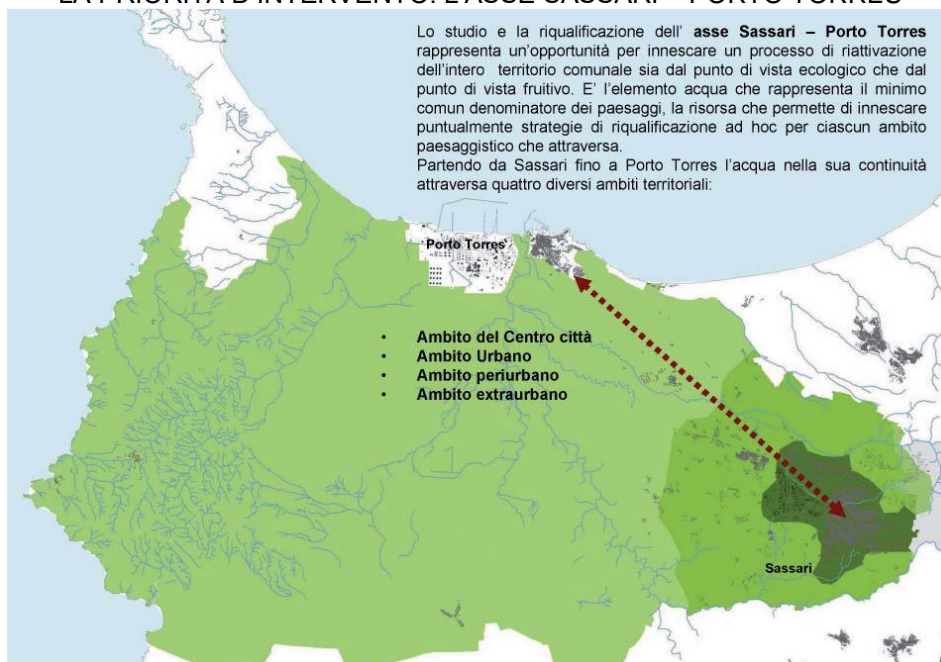 LA PRIORITÀ D'INTERVENTO: L'ASSE SASSARI – PORTO TORRES
Lo studio e la riqualificazione dell' asse Sassari – Porto Torres
rappresenta un'opportunità per innescare un processo di riattivazione
dell'intero territorio comunale sia dal punto di vista ecologico che dal
punto di vista fruitivo. E' l'elemento acqua che rappresenta il minimo
comun denominatore dei paesaggi, la risorsa che permette di innescare
puntualmente strategie di riqualificazione ad hoc per ciascun ambito
paesaggistico che attraversa.
Partendo da Sassari fino a Porto Torres l'acqua nella sua continuità
attraversa quattro diversi ambiti territoriali:
Porto Torres
• Ambito del Centro città
• Ambito Urbano
• Ambito periurbano
• Ambito extraurbano
Sassari